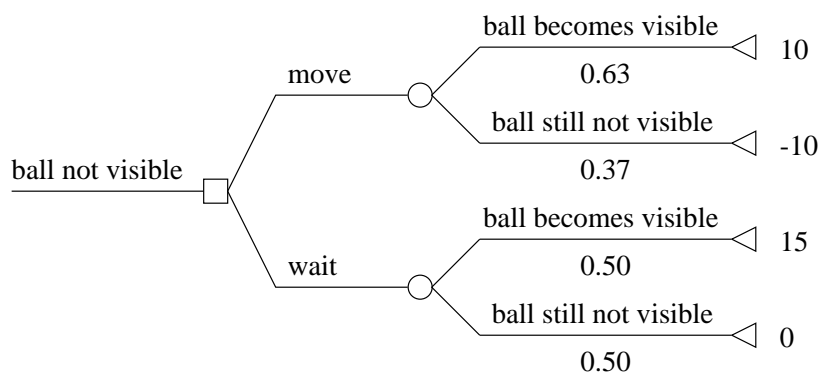 ball becomes visible
10
move
0.63
ball still not visible
-10
ball not visible
0.37
ball becomes visible
15
wait
0.50
ball still not visible
0
0.50